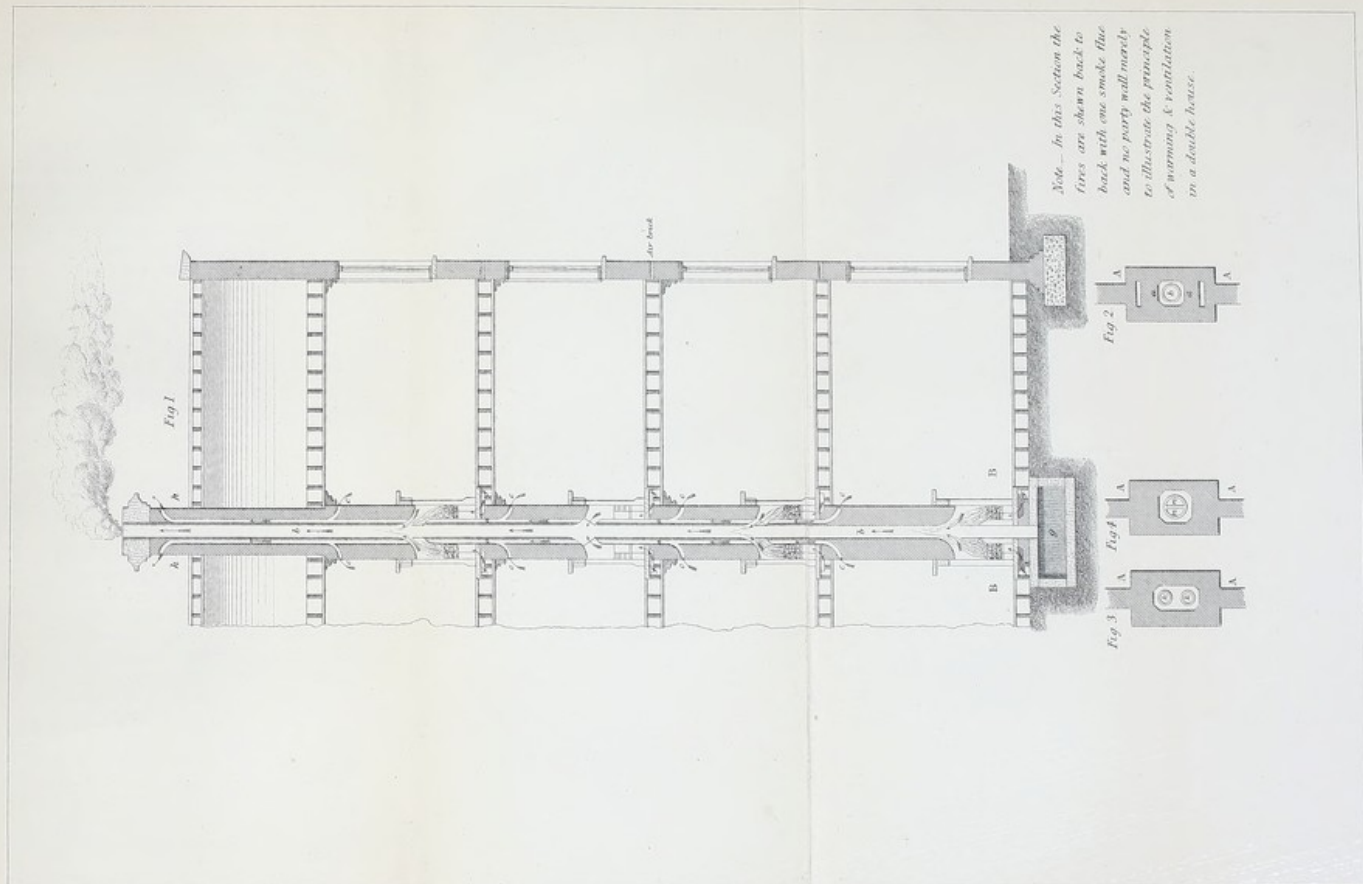 Note_ In this Section the
fires are shewn back to
back with one smoke flue
and no party wall merely
to illustrate the principle
of warming & ventilation
in a double house.
Fig 1
Air brick
h
h
b
b
c
c
c
c
c
c
B
B
g
Fig 2
A
A
Fig 4
A
A
Fig 3
A
A